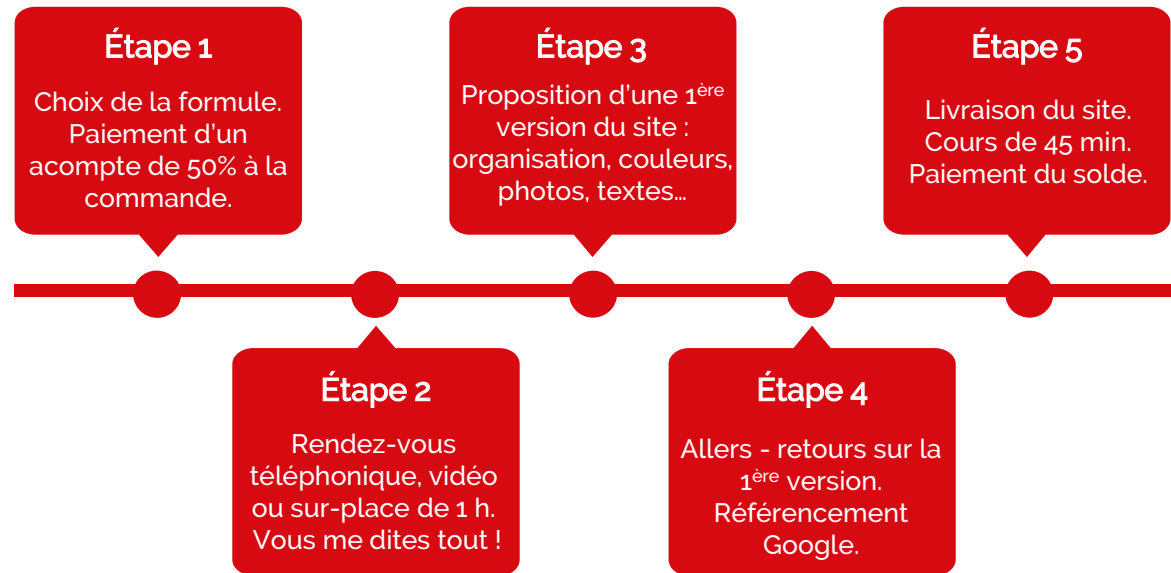 Étape 1
Choix de la formule.
Paiement d'un
acompte de 50% à la
commande.
Étape 2
Rendez-vous
téléphonique, vidéo
ou sur-place de 1 h.
Vous me dites tout !
Étape 3
Proposition d'une 1ère
version du site :
organisation, couleurs,
photos, textes...
Étape 4
Allers - retours sur la
1ère version.
Référencement
Google.
Étape 5
Livraison du site.
Cours de 45 min.
Paiement du solde.